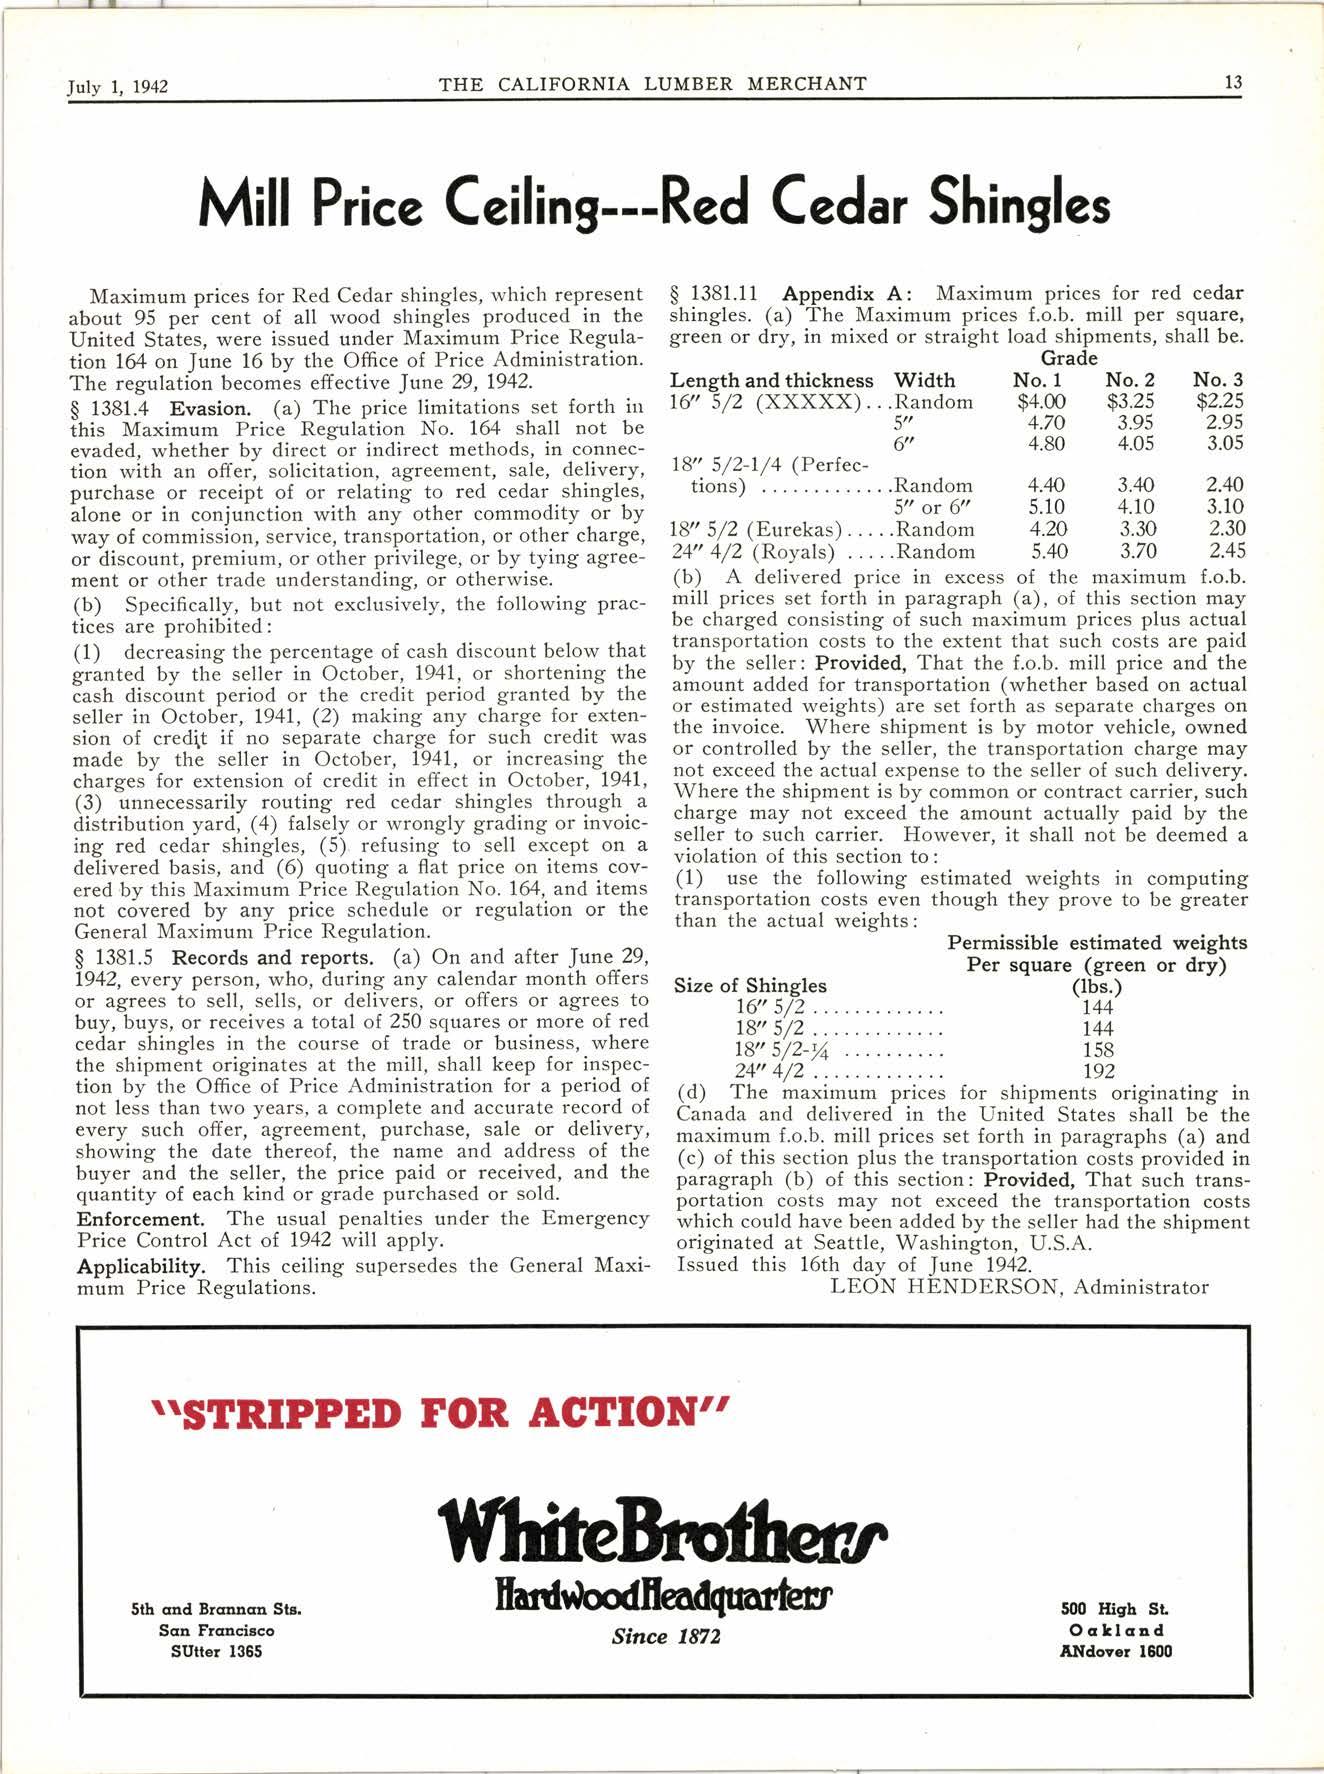 July 1, 1942 THE CALIFORNIA LUMBER MERCHANT 13
Mill Price Ceiling---Red Cedar Shingles
Maximum prices for Red Cedar shingles, which represent
about 95 per cent of all wood shingles produced in the
United States, were issued under Maximum Price Regula-
tion 164 on June 16 by the Office of Price Administration.
The regulation becomes effective June 29, 1942.
§ 1381.4 Evasion. (a) The price limitations set forth in
this Maximum Price Regulation No. 164 shall not be
evaded, whether by direct or indirect methods, in connec-
tion with an offer, solicitation, agreement, sale, delivery,
purchase or receipt of or relating to red cedar shingles,
alone or in conjunction with any other commodity or by
way of commission, service, transportation, or other charge,
or discount, premium, or other privilege, or by tying agree-
ment or other trade understanding, or otherwise.
(b) Specifically, but not exclusively, the following prac-
tices are prohibited:
(1) decreasing the percentage of cash discount below that
granted by the seller in October, 1941, or shortening the
cash discount period or the credit period granted by the
seller in October, 1941, (2) making any charge for exten-
sion of credit if no separate charge for such credit was
made by the seller in October, 1941, or increasing the
charges for extension of credit in effect in October, 1941,
(3) unnecessarily routing red cedar shingles through a
distribution yard, (4) falsely or wrongly grading or invoic-
ing red cedar shingles, (5) refusing to sell except on a
delivered basis, and (6) quoting a flat price on items cov-
ered by this Maximum Price Regulation No. 164, and items
not covered by any price schedule or regulation or the
General Maximum Price Regulation.
§ 1381.5 Records and reports. (a) On and after June 29,
1942, every person, who, during any calendar month offers
or agrees to sell, sells, or delivers, or offers or agrees to
buy, buys, or receives a total of 250 squares or more of red
cedar shingles in the course of trade or business, where
the shipment originates at the mill, shall keep for inspec-
tion by the Office of Price Administration for a period of
not less than two years, a complete and accurate record of
every such offer, agreement, purchase, sale or delivery,
showing the date thereof, the name and address of the
buyer and the seller, the price paid or received, and the
quantity of each kind or grade purchased or sold.
Enforcement. The usual penalties under the Emergency
Price Control Act of 1942 will apply.
Applicability. This ceiling supersedes the General Maxi-
mum Price Regulations.
§ 1381.11 Appendix A: Maximum prices for red cedar
shingles. (a) The Maximum prices f.o.b. mill per square,
green or dry, in mixed or straight load shipments, shall be.
Grade
Length and thickness Width No. 1 No. 2 No. 3
16″ 5/2 (XXXXX)...Random $4.00 $3.25 $2.25
5″ 4.70 3.95 2.95
6″ 4.80 4.05 3.05
18″ 5/2-1/4 (Perfec-
tions) .............Random 4.40 3.40 2.40
5″ or 6″ 5.10 4.10 3.10
18″ 5/2 (Eurekas).....Random 4.20 3.30 2.30
24″ 4/2 (Royals) .....Random 5.40 3.70 2.45
(b) A delivered price in excess of the maximum f.o.b.
mill prices set forth in paragraph (a), of this section may
be charged consisting of such maximum prices plus actual
transportation costs to the extent that such costs are paid
by the seller: Provided, That the f.o.b. mill price and the
amount added for transportation (whether based on actual
or estimated weights) are set forth as separate charges on
the invoice. Where shipment is by motor vehicle, owned
or controlled by the seller, the transportation charge may
not exceed the actual expense to the seller of such delivery.
Where the shipment is by common or contract carrier, such
charge may not exceed the amount actually paid by the
seller to such carrier. However, it shall not be deemed a
violation of this section to:
(1) use the following estimated weights in computing
transportation costs even though they prove to be greater
than the actual weights:
Permissible estimated weights
Per square (green or dry)
Size of Shingles (lbs.)
16″ 5/2 ............. 144
18″ 5/2 ............. 144
18″ 5/2-¼ .......... 158
24″ 4/2 ............. 192
(d) The maximum prices for shipments originating in
Canada and delivered in the United States shall be the
maximum f.o.b. mill prices set forth in paragraphs (a) and
(c) of this section plus the transportation costs provided in
paragraph (b) of this section: Provided, That such trans-
portation costs may not exceed the transportation costs
which could have been added by the seller had the shipment
originated at Seattle, Washington, U.S.A.
Issued this 16th day of June 1942.
LEON HENDERSON, Administrator
"STRIPPED FOR ACTION"
White Brothers
Hardwood Headquarters
Since 1872
5th and Brannan Sts.
San Francisco
SUtter 1365
500 High St.
Oakland
ANdover 1600